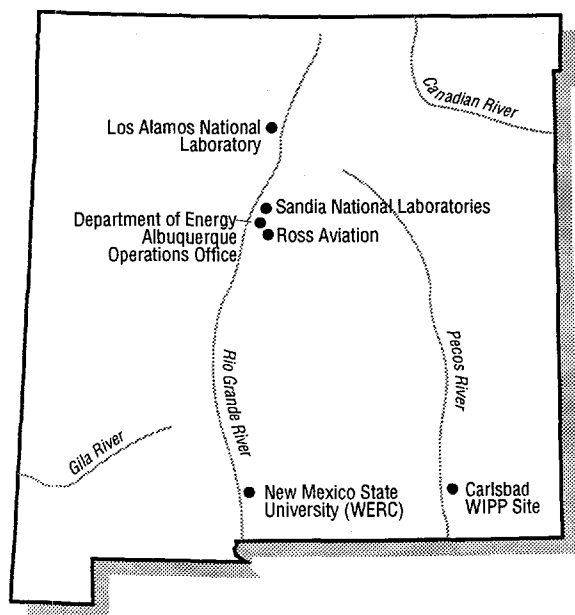 Canadian River
Los Alamos National
Laboratory
Sandia National Laboratories
Department of Energy
Albuquerque
Operations Office
Ross Aviation
Rio Grande River
Pecos River
Gila River
New Mexico State
University (WERC)
Carlsbad
WIPP Site